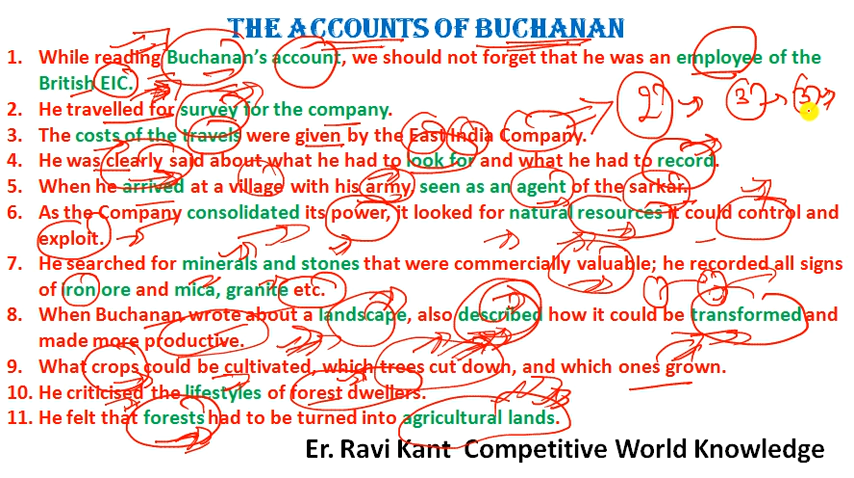 THE ACCOUNTS OF BUCHANAN
1. While reading Buchanan's account, we should not forget that he was an employee of the
British EIC.
2. He travelled for survey for the company.
3. The costs of the travels were given by the East India Company.
4. He was clearly said about what he had to look for and what he had to record.
5. When he arrived at a village with his army, seen as an agent of the sarkar.
6. As the Company consolidated its power, it looked for natural resources it could control and
exploit.
7. He searched for minerals and stones that were commercially valuable; he recorded all signs
of iron ore and mica, granite etc.
8. When Buchanan wrote about a landscape, also described how it could be transformed and
made more productive.
9. What crops could be cultivated, which trees cut down, and which ones grown.
10. He criticised the lifestyles of forest dwellers.
11. He felt that forests had to be turned into agricultural lands.
Er. Ravi Kant Competitive World Knowledge